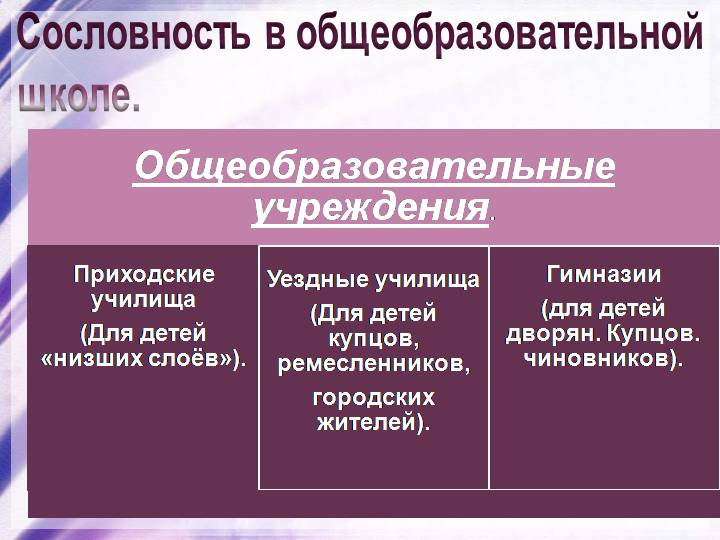 Сословность в общеобразовательной
школе.
Общеобразовательные
учреждения.
Приходские
училища
(Для детей
«низших слоёв»).
Уездные училища
(Для детей
купцов,
ремесленников,
городских
жителей).
Гимназии
(для детей
дворян. Купцов.
чиновников).